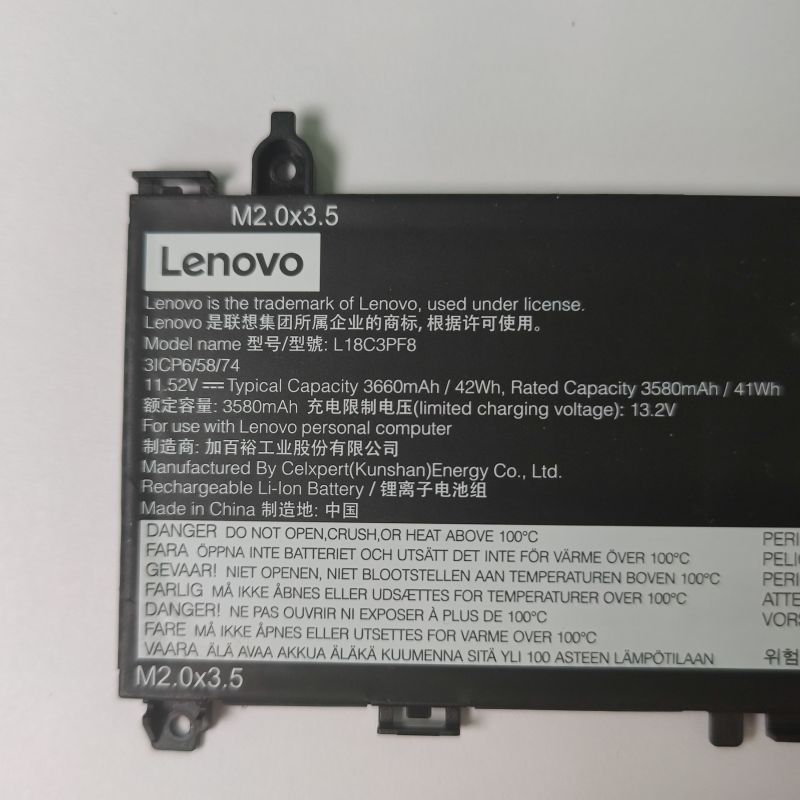 M2.0x3.5
Lenovo
Lenovo is the trademark of Lenovo, used under license.
Lenovo 是联想集团所属企业的商标, 根据许可使用。
Model name 型号/型號: L18C3PF8
3ICP6/58/74
11.52V ⎓ Typical Capacity 3660mAh / 42Wh, Rated Capacity 3580mAh / 41Wh
额定容量: 3580mAh 充电限制电压(limited charging voltage): 13.2V
For use with Lenovo personal computer
制造商: 加百裕工业股份有限公司
Manufactured By Celxpert(Kunshan)Energy Co., Ltd.
Rechargeable Li-Ion Battery / 锂离子电池组
Made in China 制造地: 中国
DANGER DO NOT OPEN,CRUSH,OR HEAT ABOVE 100°C
FARA ÖPPNA INTE BATTERIET OCH UTSÄTT DET INTE FÖR VÄRME ÖVER 100°C
GEVAAR! NIET OPENEN, NIET BLOOTSTELLEN AAN TEMPERATUREN BOVEN 100°C
FARLIG MÅ IKKE ÅBNES ELLER UDSÆTTES FOR TEMPERATURER OVER 100°C
DANGER! NE PAS OUVRIR NI EXPOSER À PLUS DE 100°C
FARE MÅ IKKE ÅPNES ELLER UTSETTES FOR VARME OVER 100°C
VAARA ÄLÄ AVAA AKKUA ÄLÄKÄ KUUMENNA SITÄ YLI 100 ASTEEN LÄMPÖTILAAN
PERI
PELI
PERI
ATTE
VORS
위험
M2.0x3.5